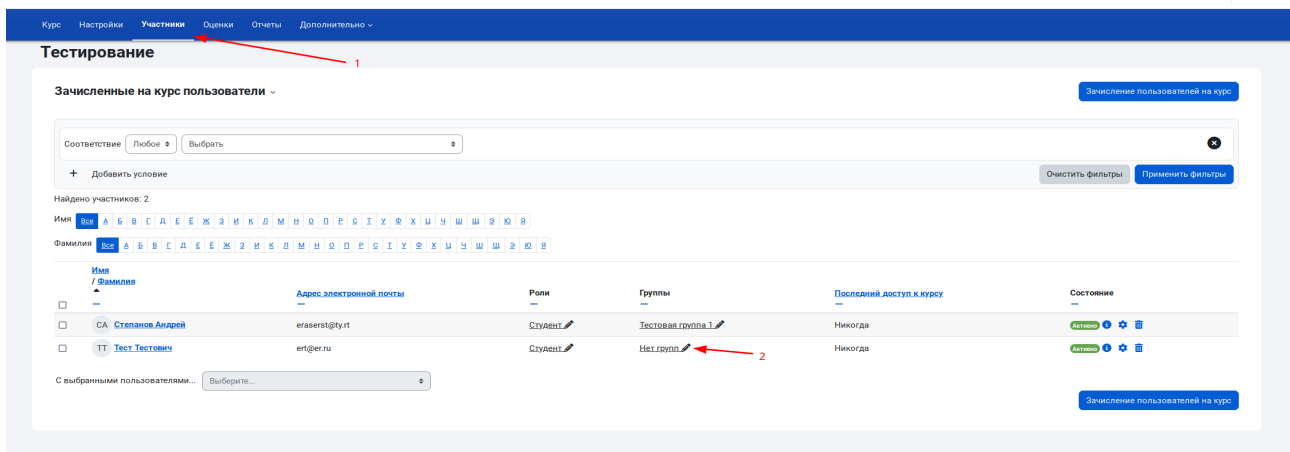 Курс Настройки Участники Оценки Отчеты Дополнительно
Тестирование
1
Зачисленные на курс пользователи
Зачисление пользователей на курс
Соответствие Любое Выбрать
+ Добавить условие
Очистить фильтры Применить фильтры
Найдено участников: 2
Имя Все А Б В Г Д Е Ё Ж З И К Л М Н О П Р С Т У Ф Х Ц Ч Ш Щ Э Ю Я
Фамилия Все А Б В Г Д Е Ё Ж З И К Л М Н О П Р С Т У Ф Х Ц Ч Ш Щ Э Ю Я
Имя
/ Фамилия
Адрес электронной почты Роли Группы Последний доступ к курсу Состояние
СА Степанов Андрей eraserst@ty.rt Студент Тестовая группа 1 Никогда Активно
ТТ Тест Тестович ert@er.ru Студент Нет групп Никогда Активно
2
С выбранными пользователями... Выберите...
Зачисление пользователей на курс